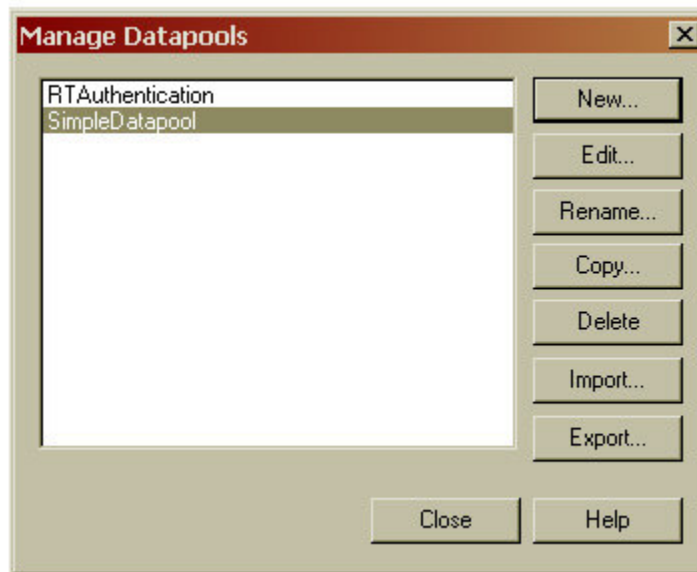 Manage Datapools
RTAuthentication
SimpleDatapool
New...
Edit...
Rename...
Copy...
Delete
Import...
Export...
Close
Help